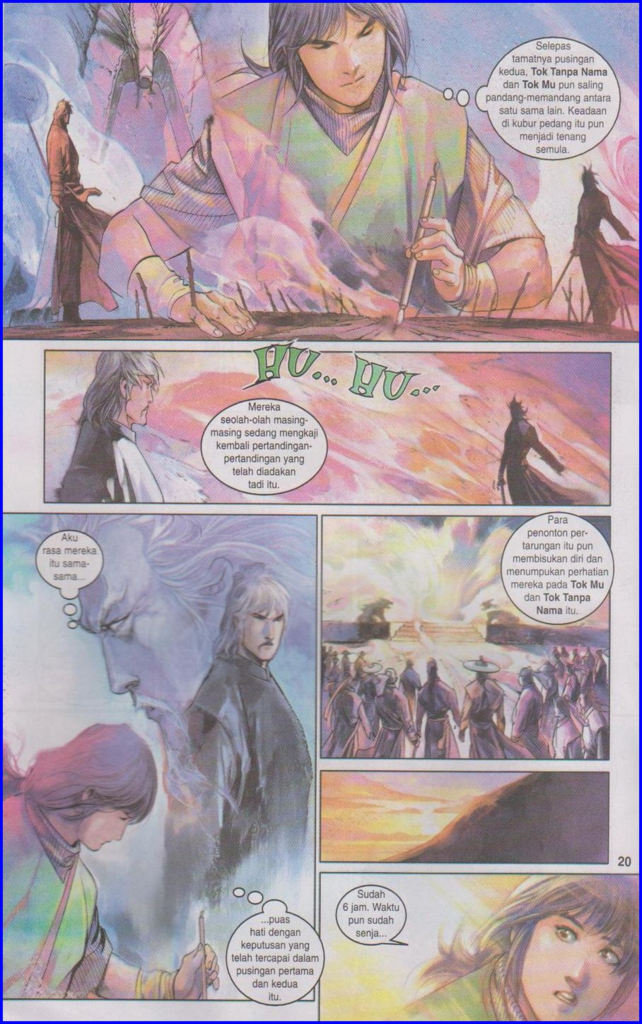 Selepas
tamatnya pusingan
kedua, Tok Tanpa Nama
dan Tok Mu pun saling
pandang-memandang antara
satu sama lain. Keadaan
di kubur pedang itu pun
menjadi tenang
semula.
HU... HU...
Mereka
seolah-olah masing-
masing sedang mengkaji
kembali pertandingan-
pertandingan yang
telah diadakan
tadi itu.
Aku
rasa mereka
itu sama-
sama...
...puas
hati dengan
keputusan yang
telah tercapai dalam
pusingan pertama
dan kedua
itu.
Para
penonton per-
tarungan itu pun
membisukan diri dan
menumpukan perhatian
mereka pada Tok Mu
dan Tok Tanpa
Nama itu.
20
Sudah
6 jam. Waktu
pun sudah
senja...